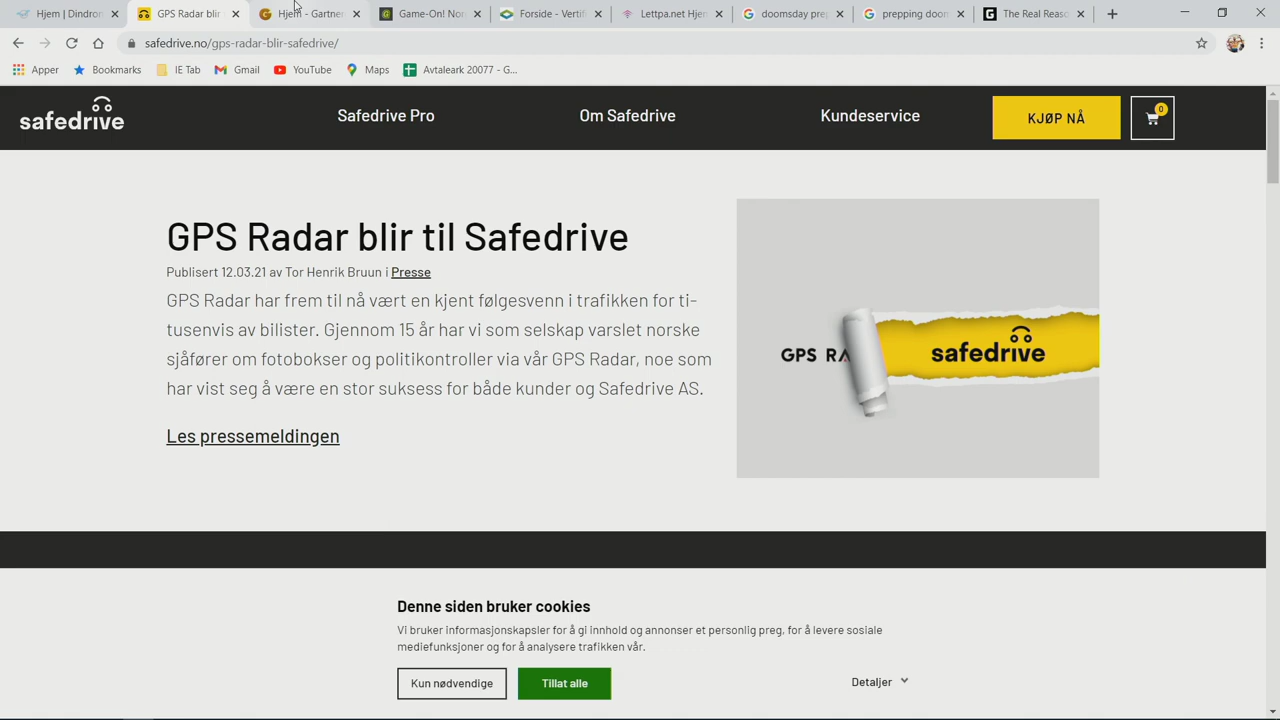 Hjem | Dindrom
GPS Radar blir
Hjem - Gartner
Game-On! Nor
Forside - Verti
Lettpa.net Hjem
doomsday prep
prepping doom
The Real Reaso
safedrive.no/gps-radar-blir-safedrive/
Apper
Bookmarks
IE Tab
Gmail
YouTube
Maps
Avtaleark 20077 - G...
safedrive
Safedrive Pro
Om Safedrive
Kundeservice
KJØP NÅ
0
GPS Radar blir til Safedrive
Publisert 12.03.21 av Tor Henrik Bruun i Presse
GPS Radar har frem til nå vært en kjent følgesvenn i trafikken for ti-
tusenvis av bilister. Gjennom 15 år har vi som selskap varslet norske
sjåfører om fotobokser og politikontroller via vår GPS Radar, noe som
har vist seg å være en stor suksess for både kunder og Safedrive AS.
Les pressemeldingen
GPS RA
safedrive
Denne siden bruker cookies
Vi bruker informasjonskapsler for å gi innhold og annonser et personlig preg, for å levere sosiale
mediefunksjoner og for å analysere trafikken vår.
Kun nødvendige
Tillat alle
Detaljer